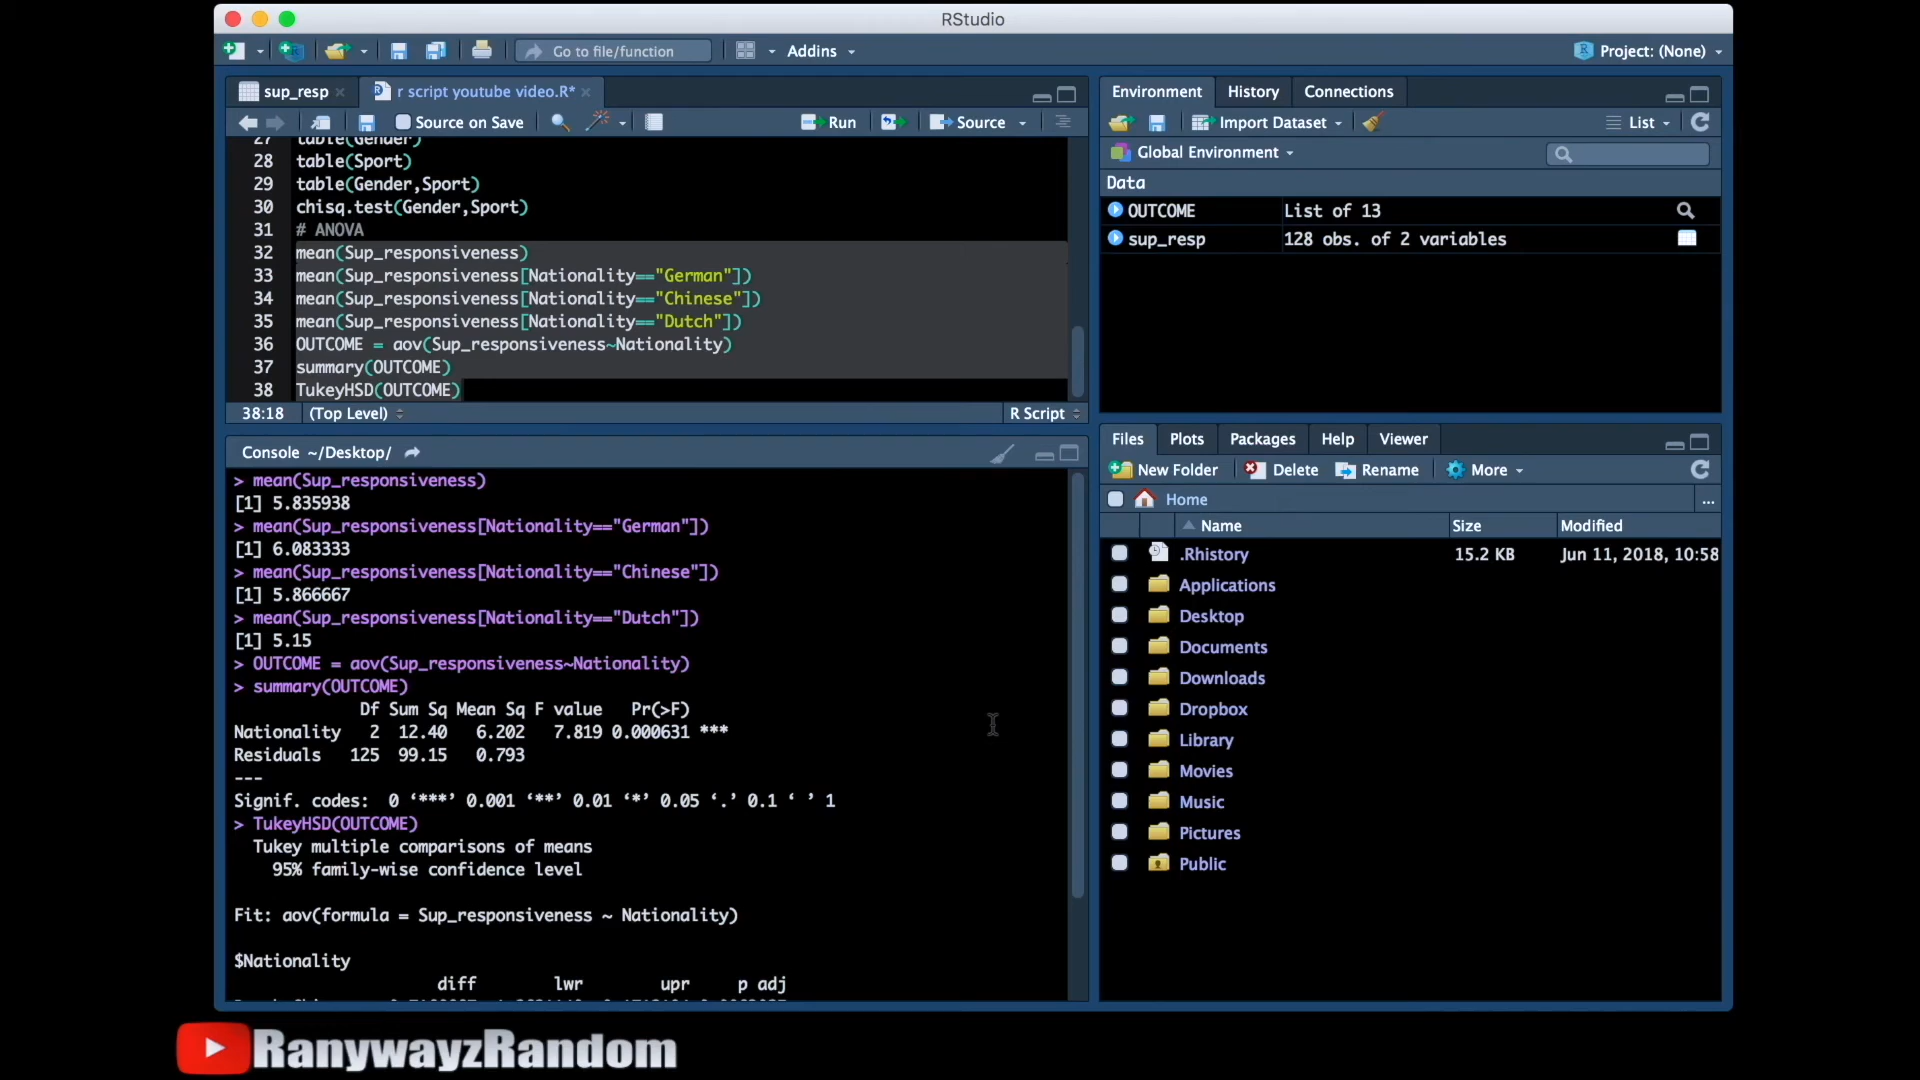 RStudio
Go to file/function
Addins
Project: (None)
sup_resp
r script youtube video.R*
Source on Save
Run
Source
27 table(Gender)
28 table(Sport)
29 table(Gender,Sport)
30 chisq.test(Gender,Sport)
31 # ANOVA
32 mean(Sup_responsiveness)
33 mean(Sup_responsiveness[Nationality=="German"])
34 mean(Sup_responsiveness[Nationality=="Chinese"])
35 mean(Sup_responsiveness[Nationality=="Dutch"])
36 OUTCOME = aov(Sup_responsiveness~Nationality)
37 summary(OUTCOME)
38 TukeyHSD(OUTCOME)
38:18 (Top Level) R Script
Console ~/Desktop/
> mean(Sup_responsiveness)
[1] 5.835938
> mean(Sup_responsiveness[Nationality=="German"])
[1] 6.083333
> mean(Sup_responsiveness[Nationality=="Chinese"])
[1] 5.866667
> mean(Sup_responsiveness[Nationality=="Dutch"])
[1] 5.15
> OUTCOME = aov(Sup_responsiveness~Nationality)
> summary(OUTCOME)
Df Sum Sq Mean Sq F value Pr(>F)
Nationality 2 12.40 6.202 7.819 0.000631 ***
Residuals 125 99.15 0.793
---
Signif. codes: 0 ‘***’ 0.001 ‘**’ 0.01 ‘*’ 0.05 ‘.’ 0.1 ‘ ’ 1
> TukeyHSD(OUTCOME)
Tukey multiple comparisons of means
95% family-wise confidence level
Fit: aov(formula = Sup_responsiveness ~ Nationality)
$Nationality
diff lwr upr p adj
Environment History Connections
Import Dataset List
Global Environment
Data
OUTCOME List of 13
sup_resp 128 obs. of 2 variables
Files Plots Packages Help Viewer
New Folder Delete Rename More
Home ...
Name Size Modified
.Rhistory 15.2 KB Jun 11, 2018, 10:58
Applications
Desktop
Documents
Downloads
Dropbox
Library
Movies
Music
Pictures
Public
RanywayzRandom